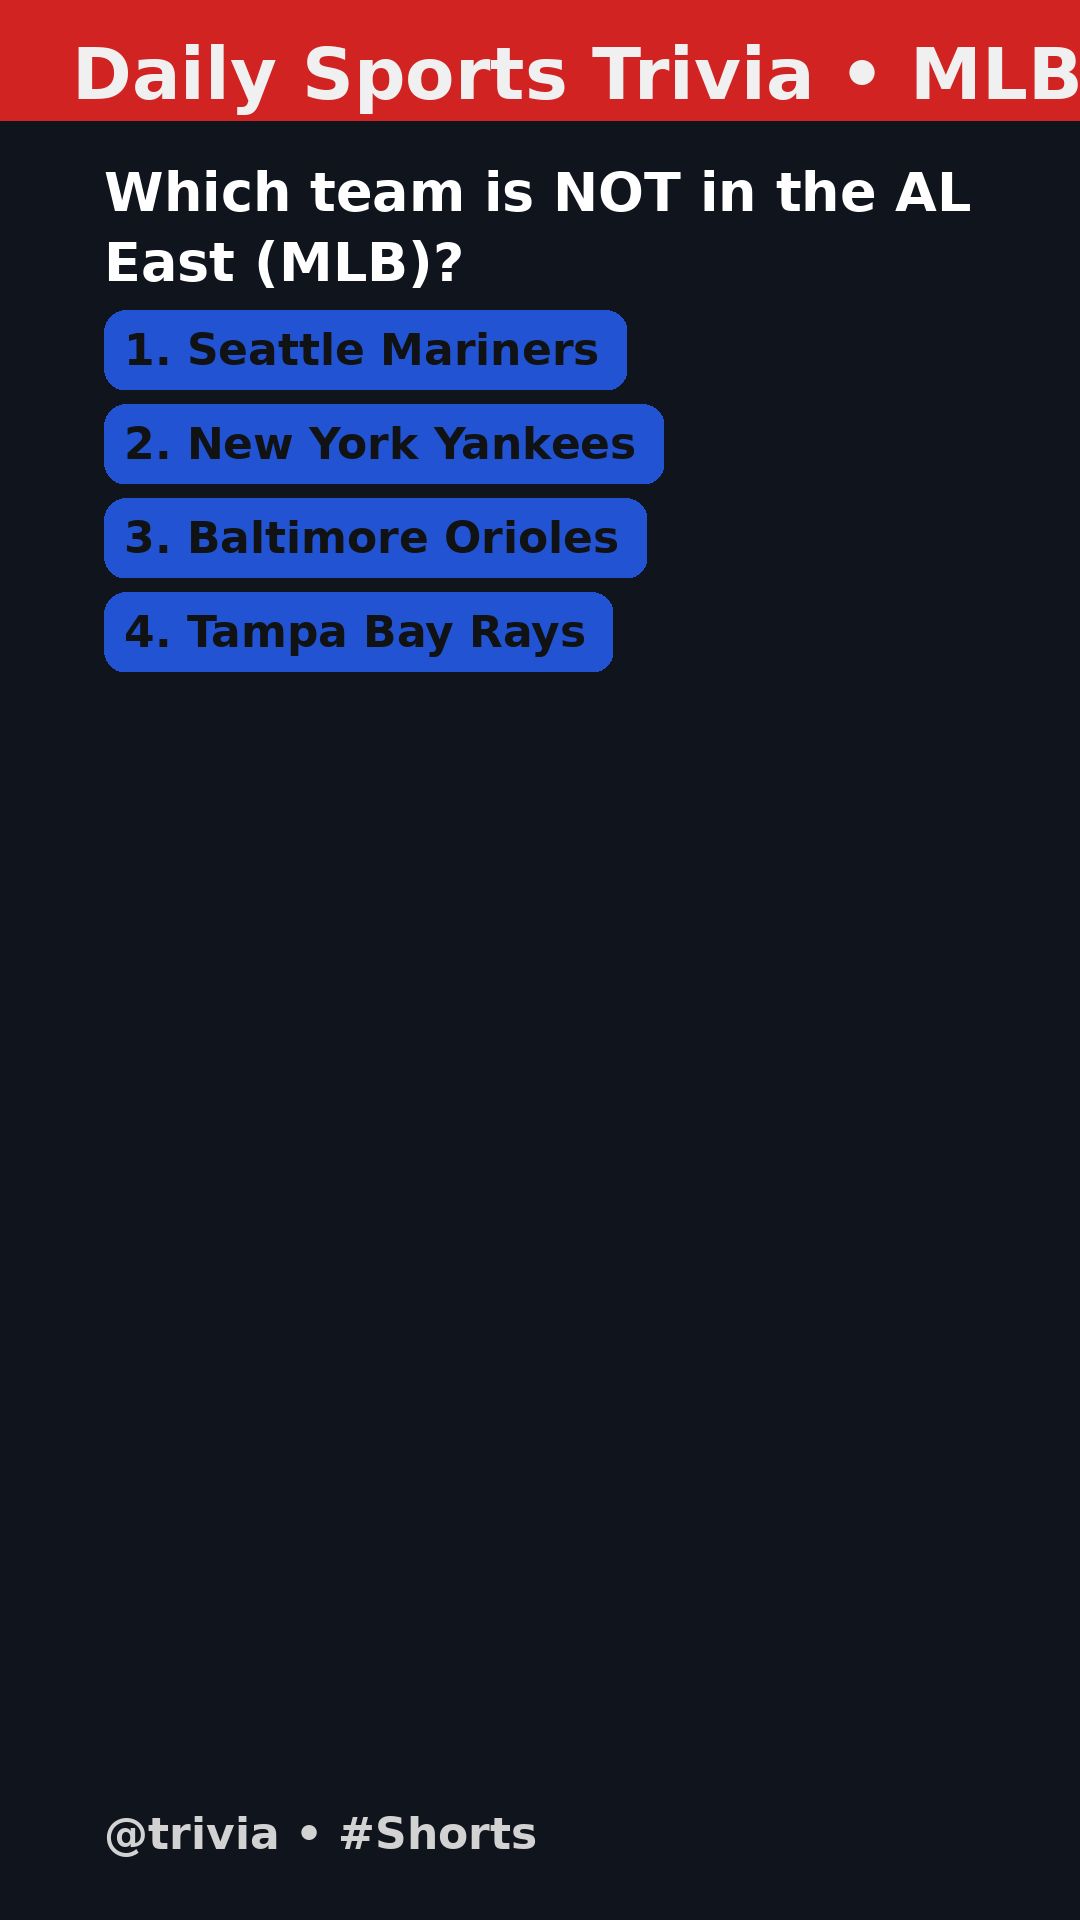 Daily Sports Trivia • MLB
Which team is NOT in the AL
East (MLB)?
1. Seattle Mariners
2. New York Yankees
3. Baltimore Orioles
4. Tampa Bay Rays
@trivia • #Shorts